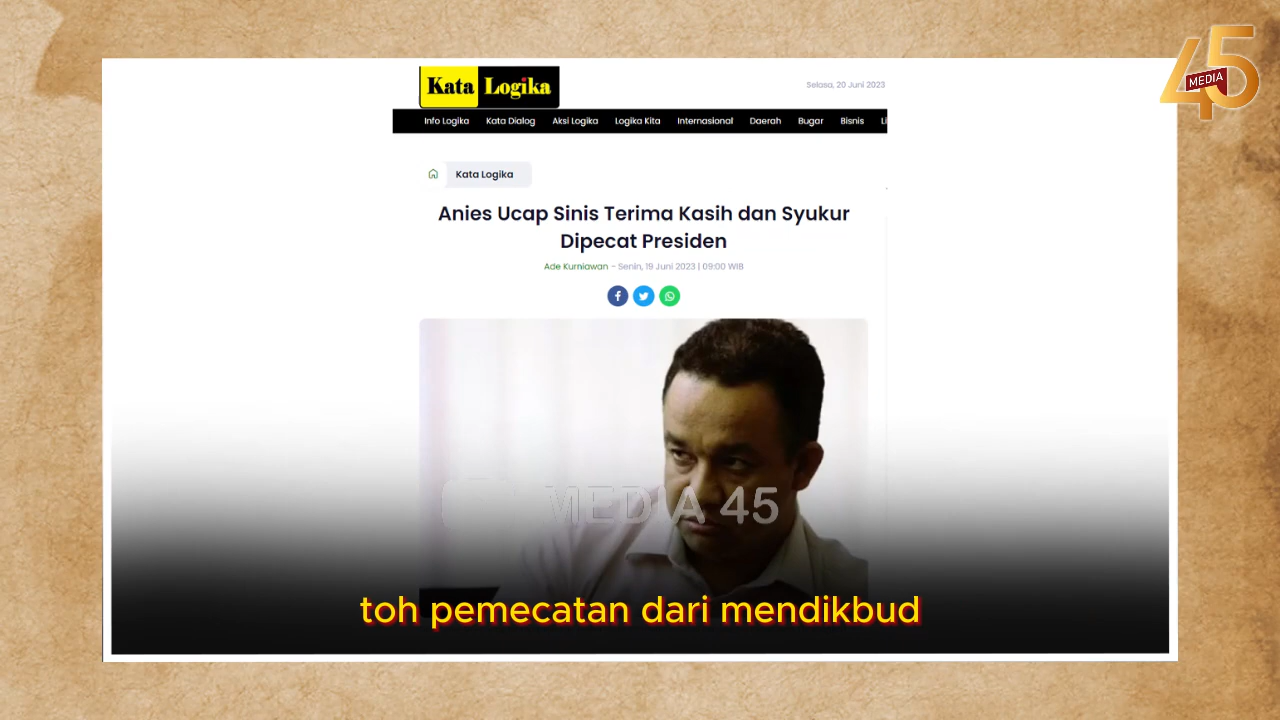 45
MEDIA
Kata Logika
Selasa, 20 Juni 2023
Info Logika Kata Dialog Aksi Logika Logika Kita Internasional Daerah Bugar Bisnis Li
Kata Logika
Anies Ucap Sinis Terima Kasih dan Syukur
Dipecat Presiden
Ade Kurniawan - Senin, 19 Juni 2023 | 09:00 WIB
MEDIA 45
toh pemecatan dari mendikbud